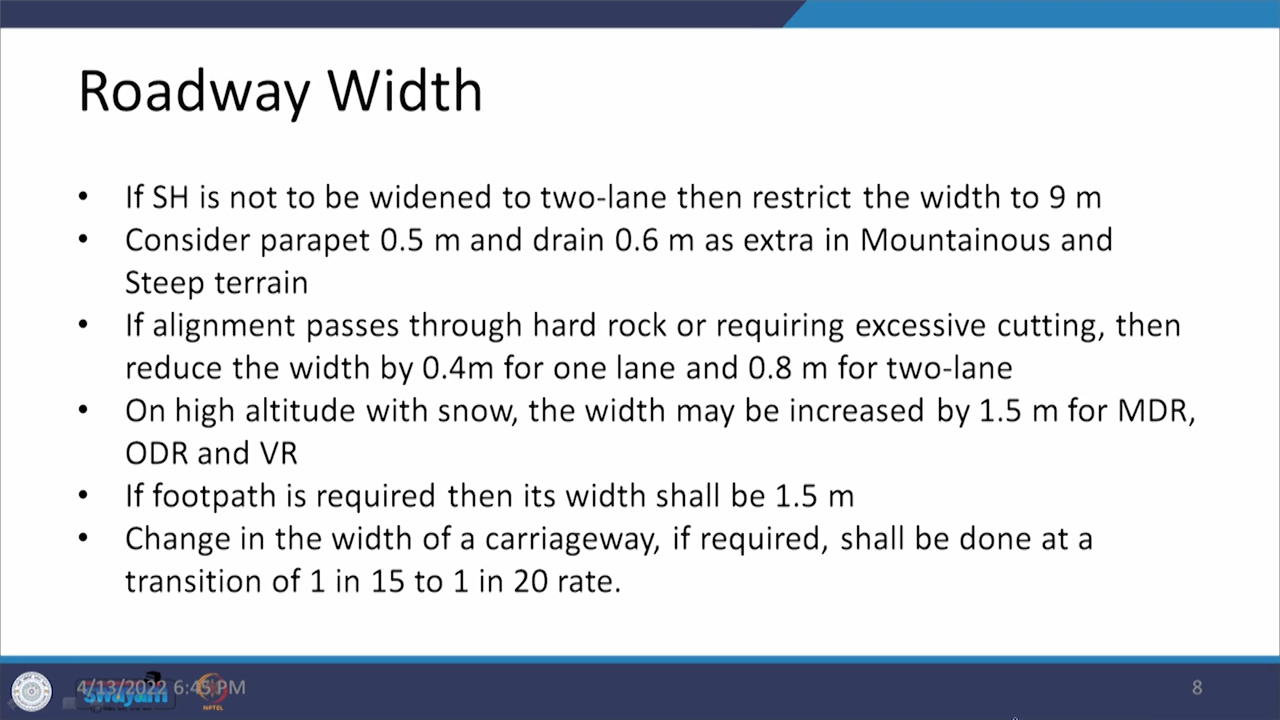 Roadway Width
• If SH is not to be widened to two-lane then restrict the width to 9 m
• Consider parapet 0.5 m and drain 0.6 m as extra in Mountainous and
Steep terrain
• If alignment passes through hard rock or requiring excessive cutting, then
reduce the width by 0.4m for one lane and 0.8 m for two-lane
• On high altitude with snow, the width may be increased by 1.5 m for MDR,
ODR and VR
• If footpath is required then its width shall be 1.5 m
• Change in the width of a carriageway, if required, shall be done at a
transition of 1 in 15 to 1 in 20 rate.
4/13/2022 6:45 PM
swayam
NPTEL
8